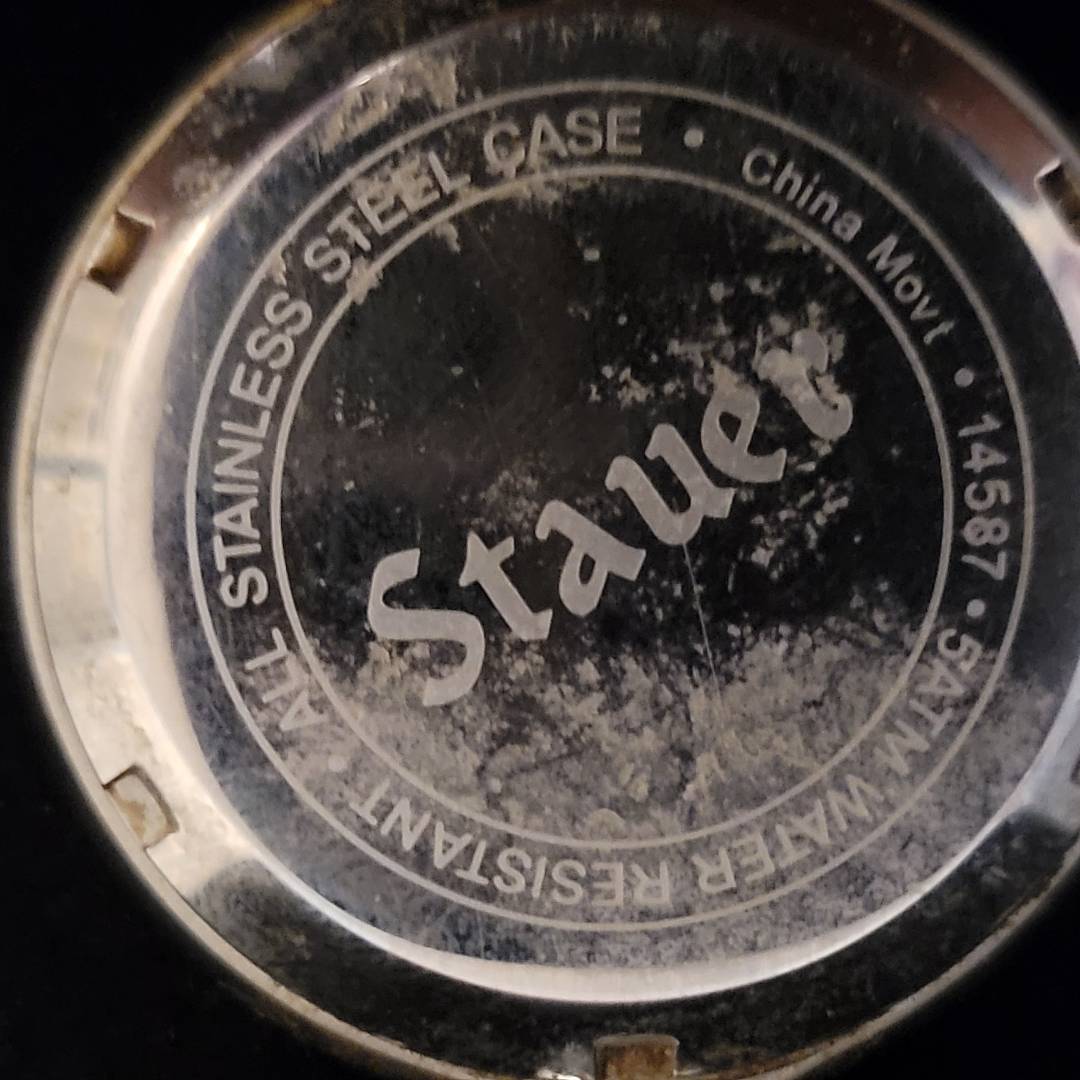 ALL STAINLESS STEEL CASE • China Movt • 14587 • 5ATM WATER RESISTANT •
Stauer